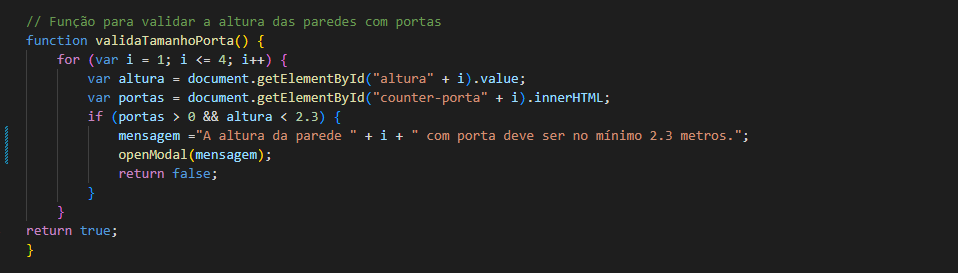 // Função para validar a altura das paredes com portas
function validaTamanhoPorta() {
    for (var i = 1; i <= 4; i++) {
        var altura = document.getElementById("altura" + i).value;
        var portas = document.getElementById("counter-porta" + i).innerHTML;
        if (portas > 0 && altura < 2.3) {
            mensagem ="A altura da parede " + i + " com porta deve ser no mínimo 2.3 metros.";
            openModal(mensagem);
            return false;
        }
    }
return true;
}